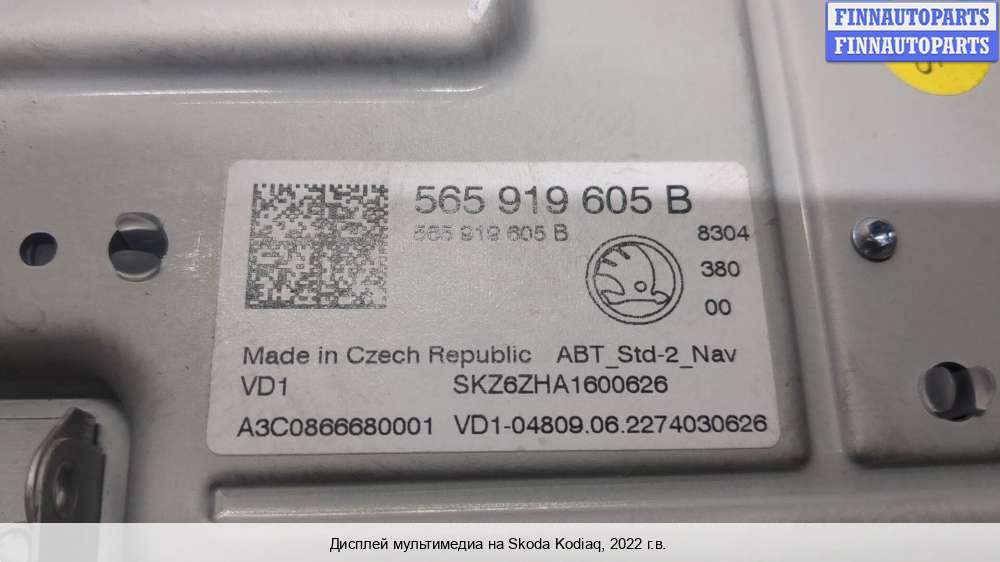 FINNAUTOPARTS
FINNAUTOPARTS
565 919 605 B
565 919 605 B
8304
380
00
Made in Czech Republic ABT_Std-2_Nav
VD1 SKZ6ZHA1600626
A3C0866680001 VD1-04809.06.2274030626
Дисплей мультимедиа на Skoda Kodiaq, 2022 г.в.